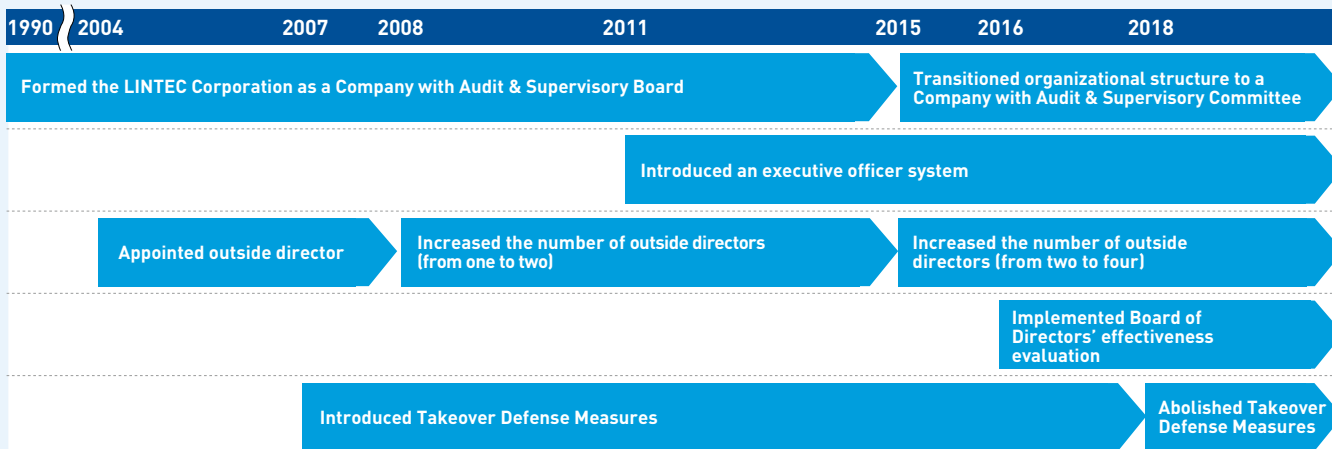 1990 2004 2007 2008 2011 2015 2016 2018
Formed the LINTEC Corporation as a Company with Audit & Supervisory Board
Transitioned organizational structure to a
Company with Audit & Supervisory Committee
Introduced an executive officer system
Appointed outside director
Increased the number of outside directors
(from one to two)
Increased the number of outside
directors (from two to four)
Implemented Board of
Directors’ effectiveness
evaluation
Introduced Takeover Defense Measures
Abolished Takeover
Defense Measures